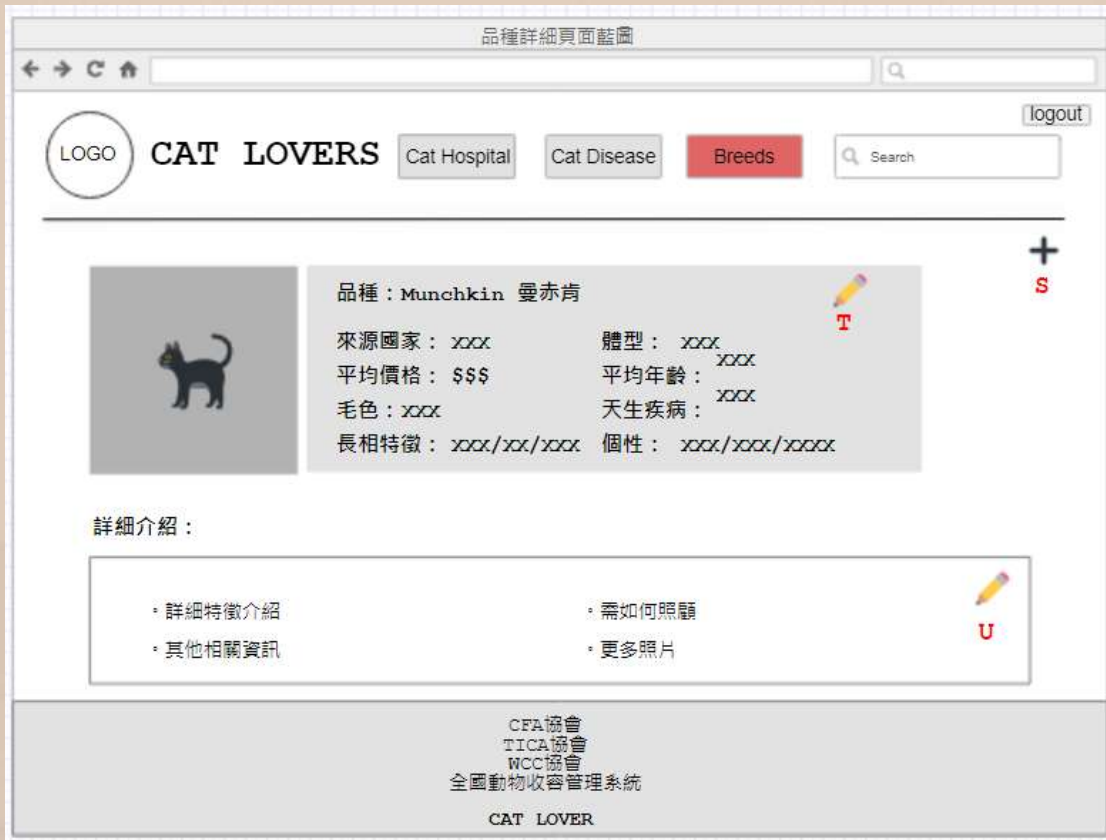 品種詳細頁面藍圖
logout
LOGO CAT LOVERS Cat Hospital Cat Disease Breeds Search
S
品種：Munchkin 曼赤肯
T
來源國家： xxx 體型： xxx
平均價格： $$$ 平均年齡： xxx
毛色：xxx 天生疾病： xxx
長相特徵： xxx/xx/xxx 個性： xxx/xxx/xxxx
詳細介紹：
◦詳細特徵介紹 ◦需如何照顧
U
◦其他相關資訊 ◦更多照片
CFA協會
TICA協會
WCC協會
全國動物收容管理系統
CAT LOVER